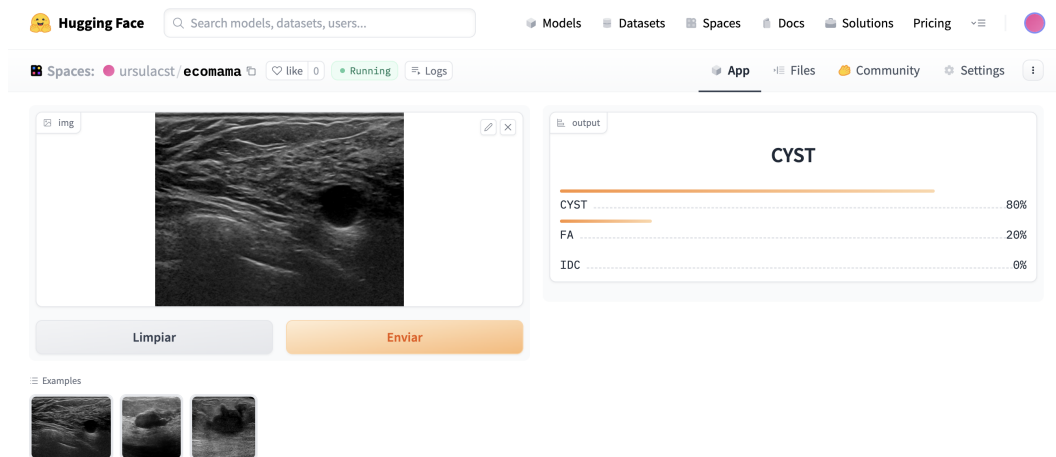 Hugging Face
Search models, datasets, users...
Models
Datasets
Spaces
Docs
Solutions
Pricing
Spaces:
ursulacst/ecomama
like 0
Running
Logs
App
Files
Community
Settings
img
output
CYST
CYST 80%
FA 20%
IDC 0%
Limpiar
Enviar
Examples